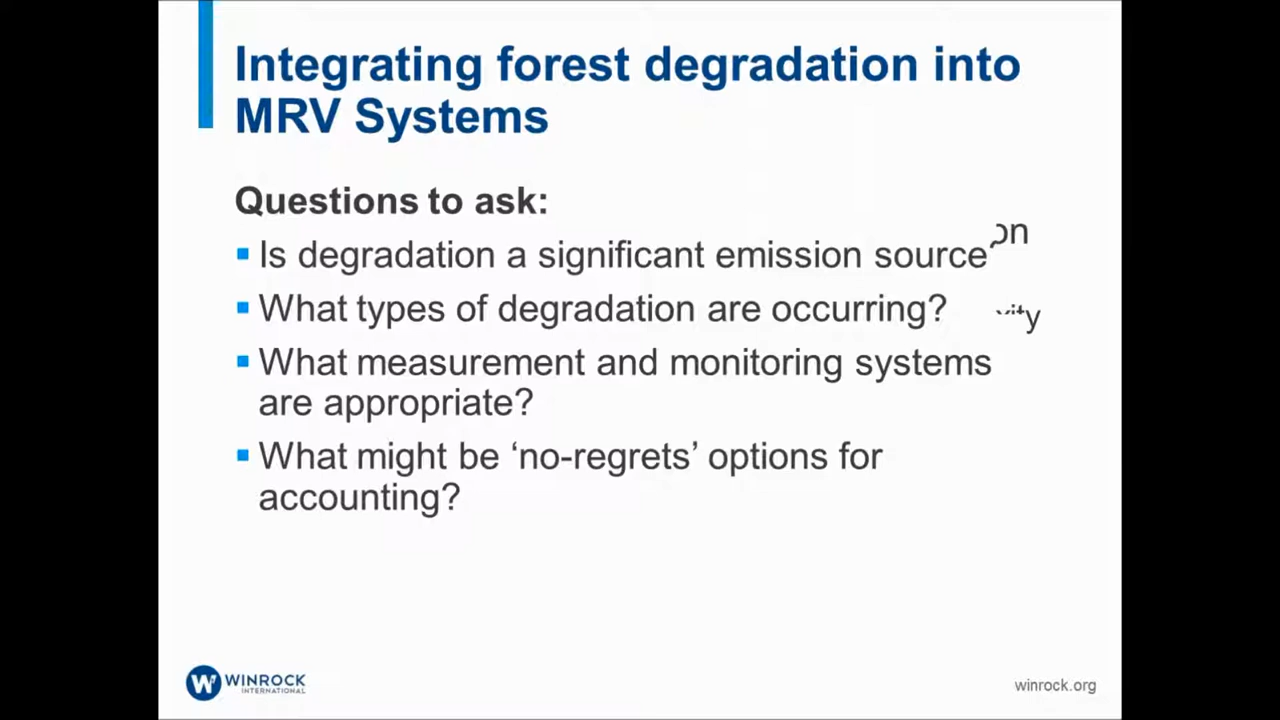 Integrating forest degradation into
MRV Systems
Questions to ask:
▪ Is degradation a significant emission source
▪ What types of degradation are occurring?
▪ What measurement and monitoring systems
are appropriate?
▪ What might be ‘no-regrets’ options for
accounting?
WINROCK
INTERNATIONAL
winrock.org